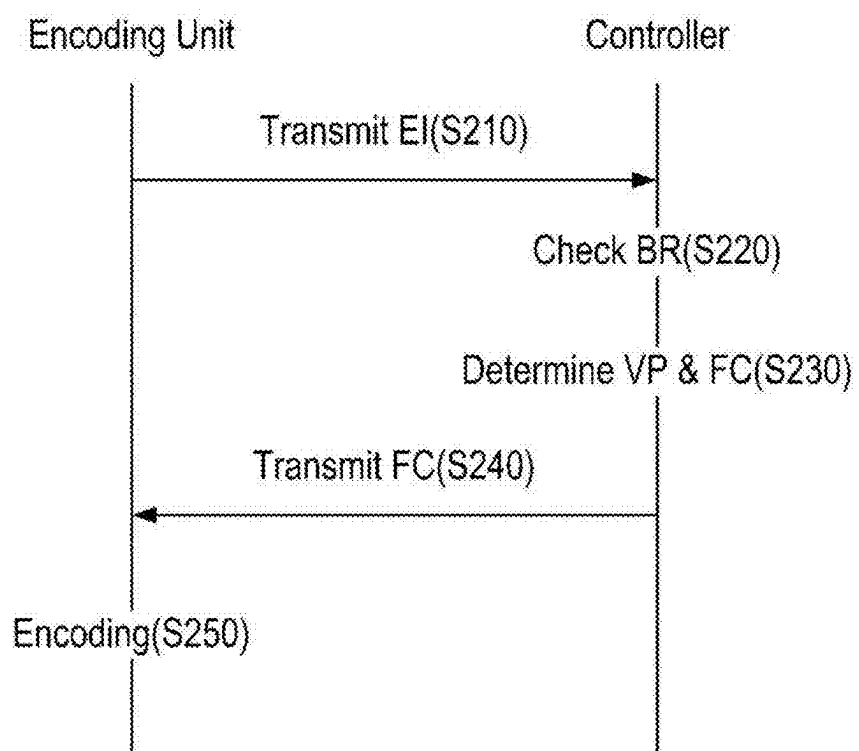 Encoding Unit
Controller
Transmit EI(S210)
Check BR(S220)
Determine VP & FC(S230)
Transmit FC(S240)
Encoding(S250)